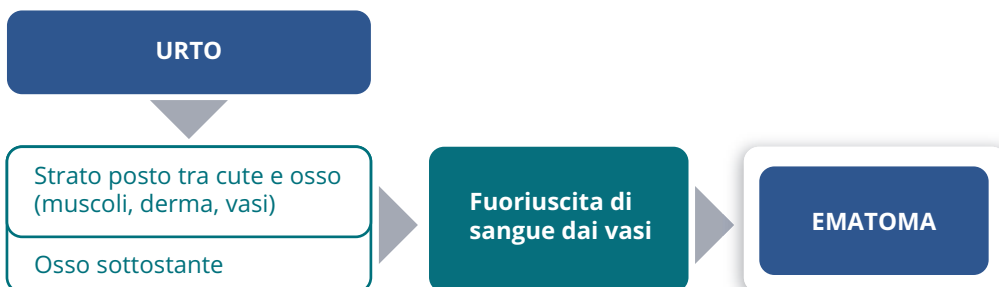 URTO
Strato posto tra cute e osso
(muscoli, derma, vasi)
Osso sottostante
Fuoriuscita di
sangue dai vasi
EMATOMA